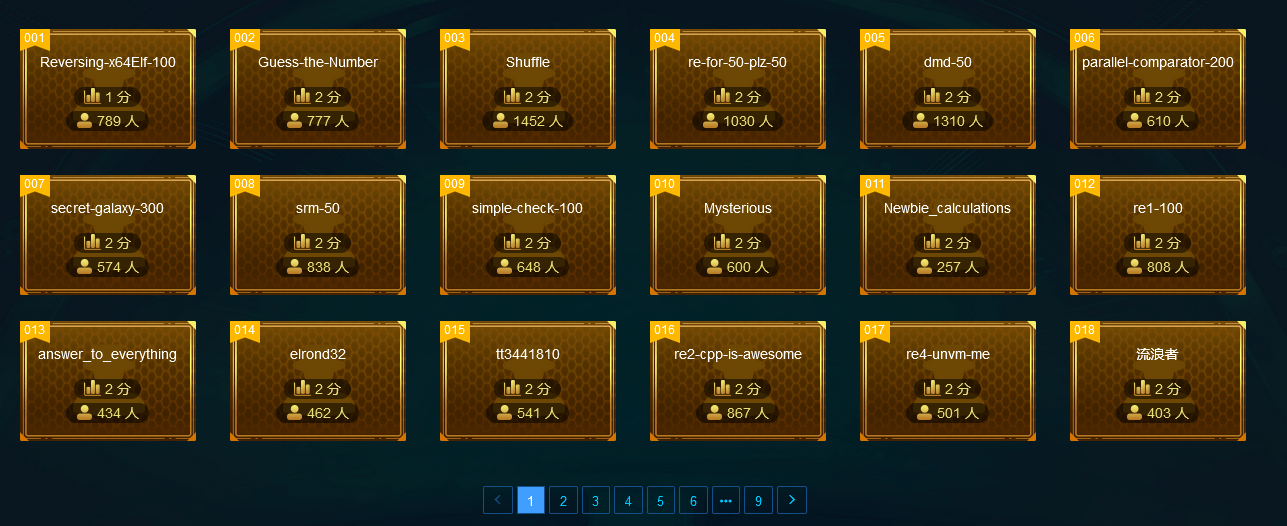 001
Reversing-x64Elf-100
1 分
789 人
002
Guess-the-Number
2 分
777 人
003
Shuffle
2 分
1452 人
004
re-for-50-plz-50
2 分
1030 人
005
dmd-50
2 分
1310 人
006
parallel-comparator-200
2 分
610 人
007
secret-galaxy-300
2 分
574 人
008
srm-50
2 分
838 人
009
simple-check-100
2 分
648 人
010
Mysterious
2 分
600 人
011
Newbie_calculations
2 分
257 人
012
re1-100
2 分
808 人
013
answer_to_everything
2 分
434 人
014
elrond32
2 分
462 人
015
tt3441810
2 分
541 人
016
re2-cpp-is-awesome
2 分
867 人
017
re4-unvm-me
2 分
501 人
018
流浪者
2 分
403 人
1 2 3 4 5 6 ••• 9